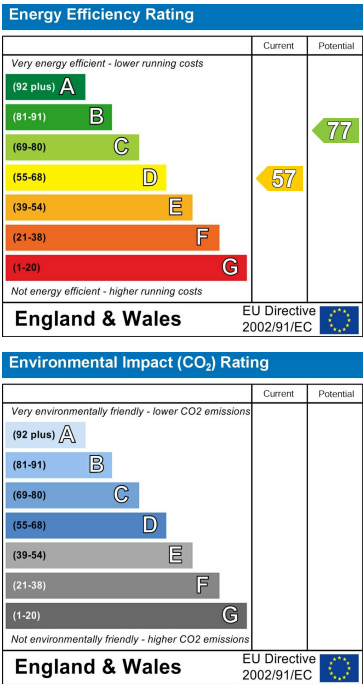 Energy Efficiency Rating
Current Potential
Very energy efficient - lower running costs
(92 plus) A
(81-91) B
(69-80) C
(55-68) D
(39-54) E
(21-38) F
(1-20) G
57
77
Not energy efficient - higher running costs
England & Wales
EU Directive
2002/91/EC
Environmental Impact (CO₂) Rating
Current Potential
Very environmentally friendly - lower CO2 emissions
(92 plus) A
(81-91) B
(69-80) C
(55-68) D
(39-54) E
(21-38) F
(1-20) G
Not environmentally friendly - higher CO2 emissions
England & Wales
EU Directive
2002/91/EC